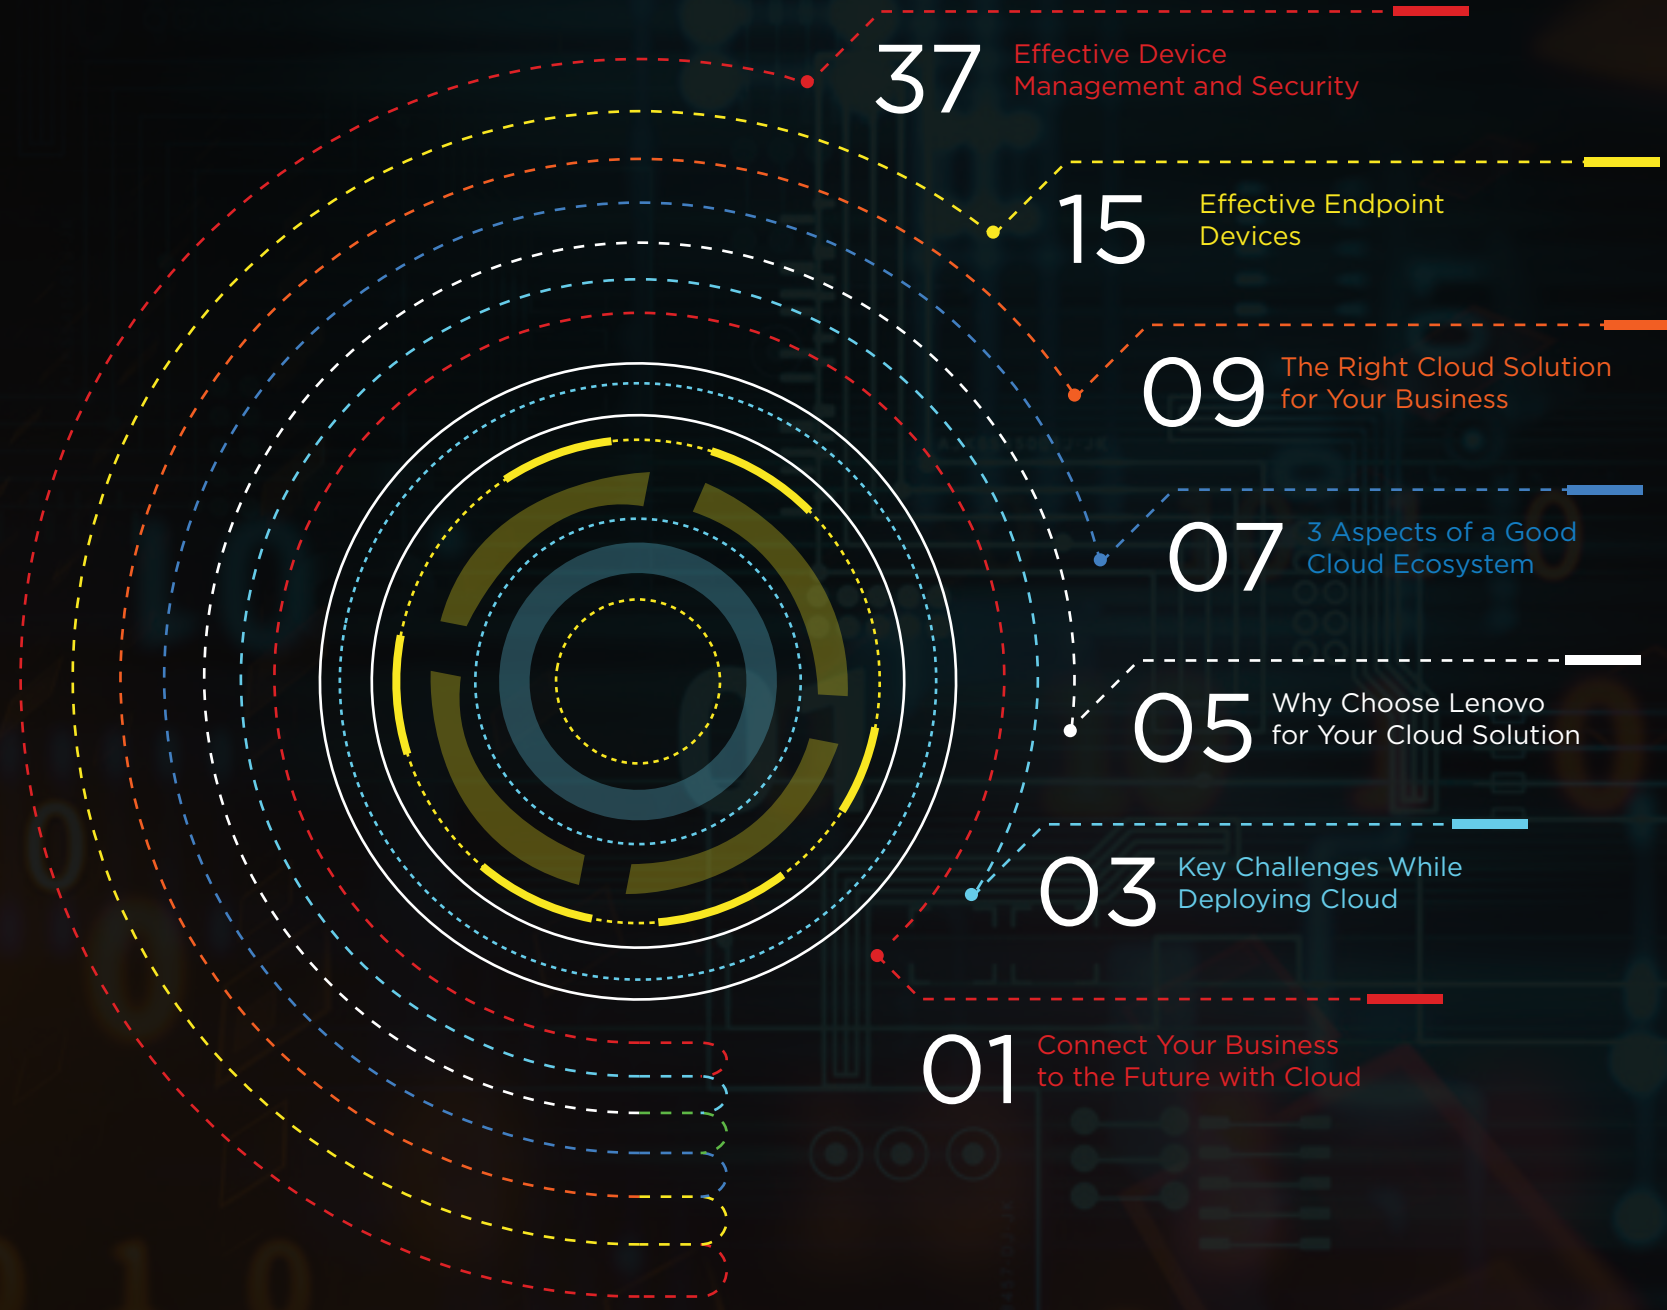 37
Effective Device
Management and Security
15
Effective Endpoint
Devices
09
The Right Cloud Solution
for Your Business
07
3 Aspects of a Good
Cloud Ecosystem
05
Why Choose Lenovo
for Your Cloud Solution
03
Key Challenges While
Deploying Cloud
01
Connect Your Business
to the Future with Cloud